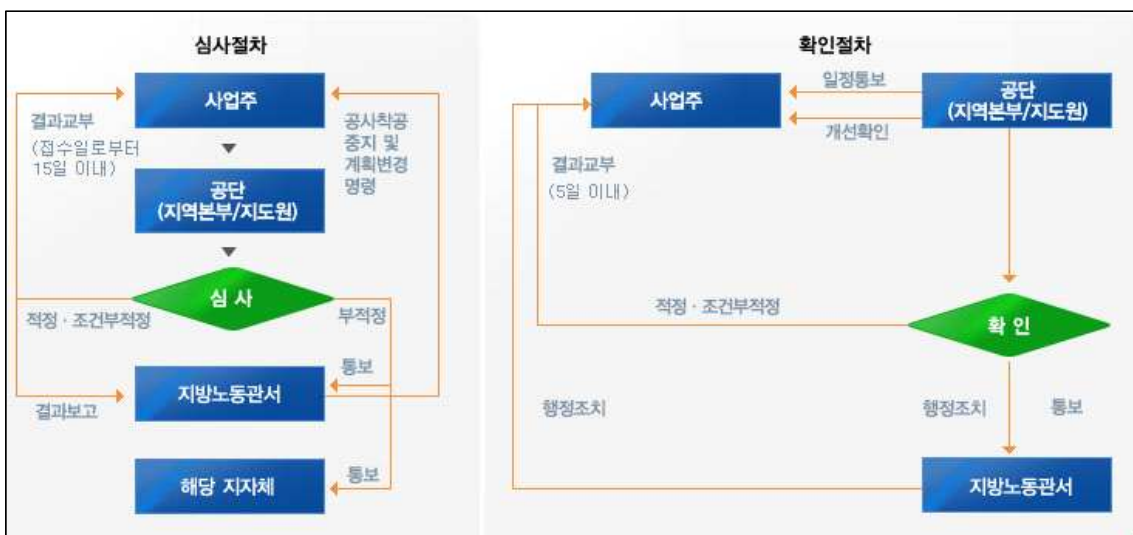 심사절차
사업주
결과교부
(접수일로부터
15일 이내)
공사착공
중지 및
계획변경
명령
공단
(지역본부/지도원)
심 사
적정 · 조건부적정
부적정
통보
지방노동관서
결과보고
통보
해당 지자체
확인절차
사업주
일정통보
개선확인
공단
(지역본부/지도원)
결과교부
(5일 이내)
적정 · 조건부적정
확 인
행정조치
행정조치
통보
지방노동관서